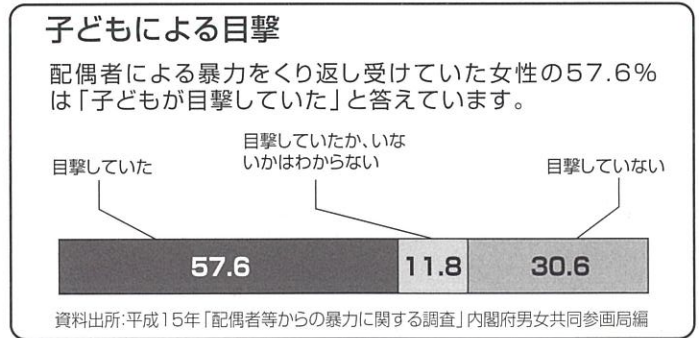 子どもによる目撃
配偶者による暴力をくり返し受けていた女性の57.6%
は「子どもが目撃していた」と答えています。
目撃していた
目撃していたか、いな
いかはわからない
目撃していない
57.6
11.8
30.6
資料出所:平成15年「配偶者等からの暴力に関する調査」内閣府男女共同参画局編